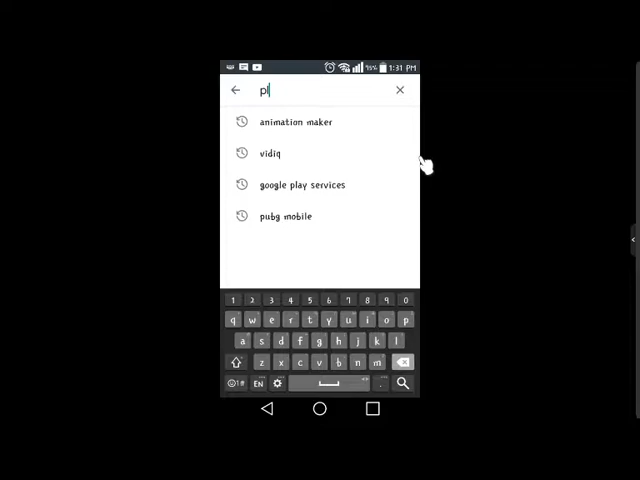 95% 1:31 PM
pl
animation maker
vidiq
google play services
pubg mobile
1 2 3 4 5 6 7 8 9 0
q w e r t y u i o p
a s d f g h j k l
z x c v b n m
EN .